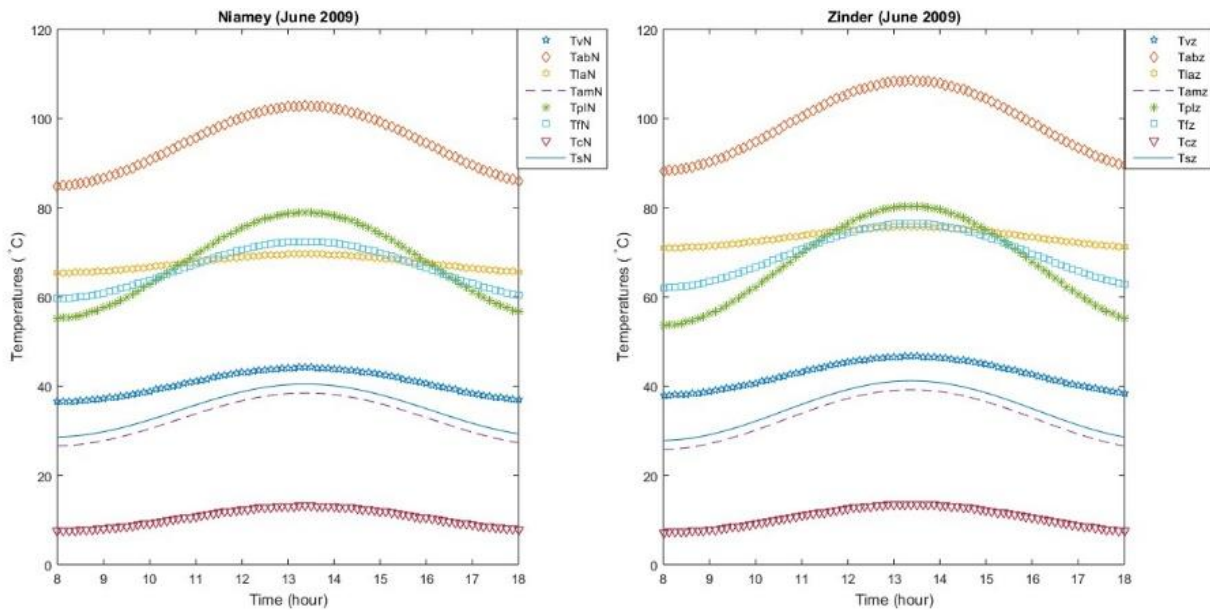 Niamey (June 2009)
120
100
80
60
40
20
0
Temperatures (°C)
8 9 10 11 12 13 14 15 16 17 18
Time (hour)
TvN
TabN
TlaN
TamN
TplN
TfN
TcN
TsN
Zinder (June 2009)
120
100
80
60
40
20
0
Temperatures (°C)
8 9 10 11 12 13 14 15 16 17 18
Time (hour)
Tvz
Tabz
Tlaz
Tamz
Tplz
Tfz
Tcz
Tsz